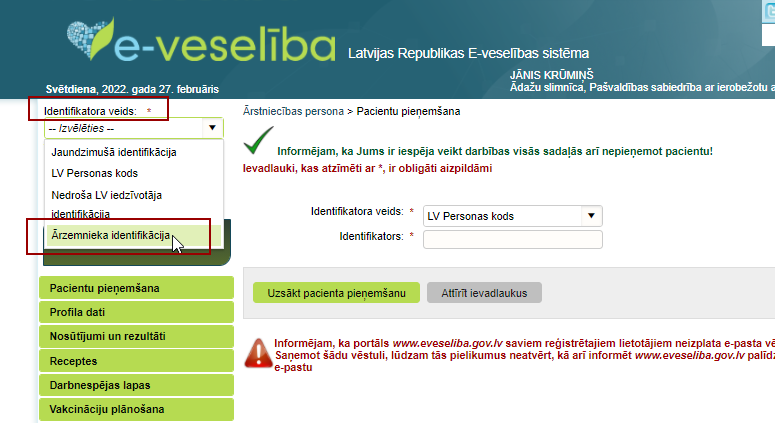 e-veselība
Latvijas Republikas E-veselības sistēma
JĀNIS KRŪMIŅŠ
Svētdiena, 2022. gada 27. februāris
Ādažu slimnīca, Pašvaldības sabiedrība ar ierobežotu a
Identifikatora veids: *
-- Izvēlēties --
Jaundzimušā identifikācija
LV Personas kods
Nedroša LV iedzīvotāja
identifikācija
Ārzemnieka identifikācija
Pacientu pieņemšana
Profila dati
Nosūtījumi un rezultāti
Receptes
Darbnespējas lapas
Vakcināciju plānošana
Ārstniecības persona > Pacientu pieņemšana
Informējam, ka Jums ir iespēja veikt darbības visās sadaļās arī nepieņemot pacientu!
Ievadlauki, kas atzīmēti ar *, ir obligāti aizpildāmi
Identifikatora veids: * LV Personas kods
Identifikators: *
Uzsākt pacienta pieņemšanu Attīrīt ievadlaukus
Informējam, ka portāls www.eveseliba.gov.lv saviem reģistrētajiem lietotājiem neizplata e-pasta vē
Saņemot šādu vēstuli, lūdzam tās pielikumus neatvērt, kā arī informēt www.eveseliba.gov.lv palīdz
e-pastu